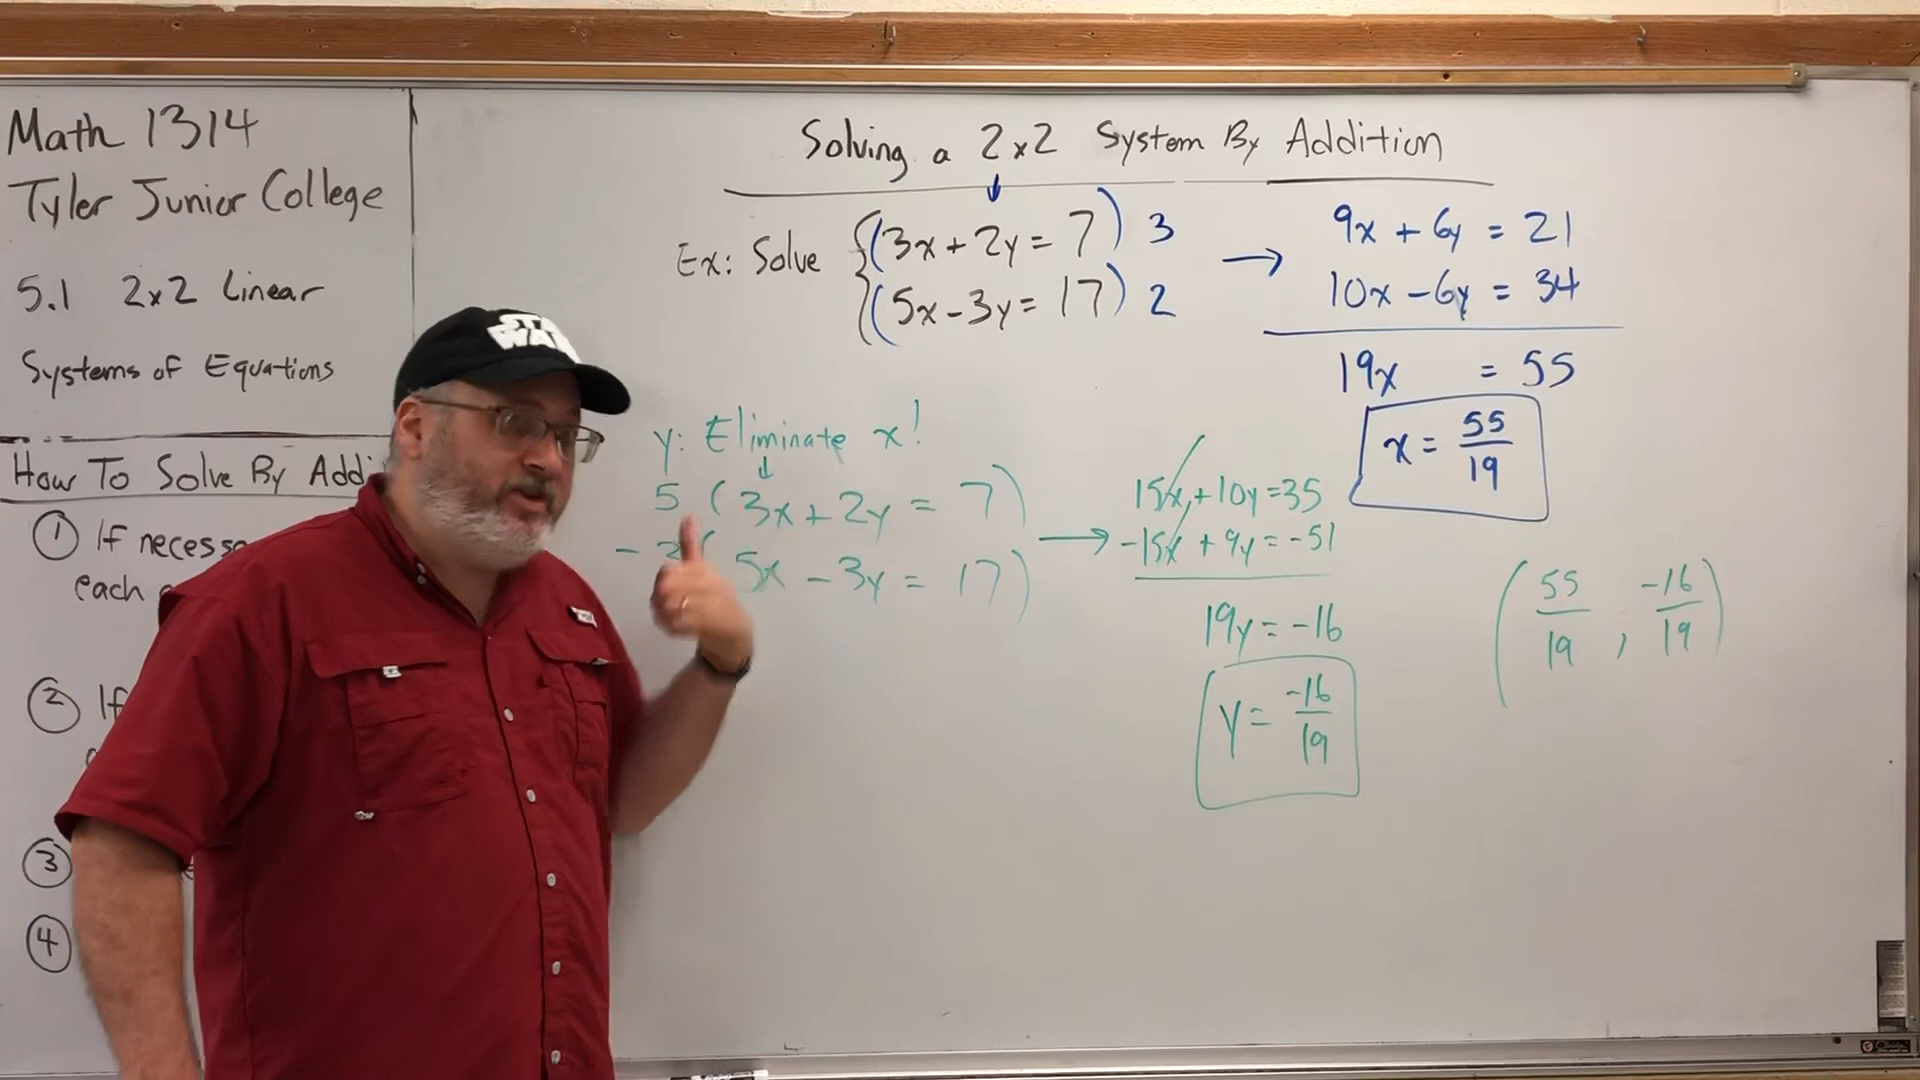 Math 1314
Tyler Junior College
5.1 2x2 Linear
Systems of Equations
How To Solve By
① If
each
② If
③
④
STAR WARS
Solving a 2x2 System By Addition
Ex: Solve {(3x+2y = 7) 3
(5x-3y = 17) 2
→ 9x + 6y = 21
10x - 6y = 34
19x = 55
x = 55/19
y: Eliminate x!
5 (3x+2y = 7)
-3( 5x - 3y = 17)
→ 15x + 10y = 35
-15x + 9y = -51
19y = -16
y = -16/19
(55/19 , -16/19)